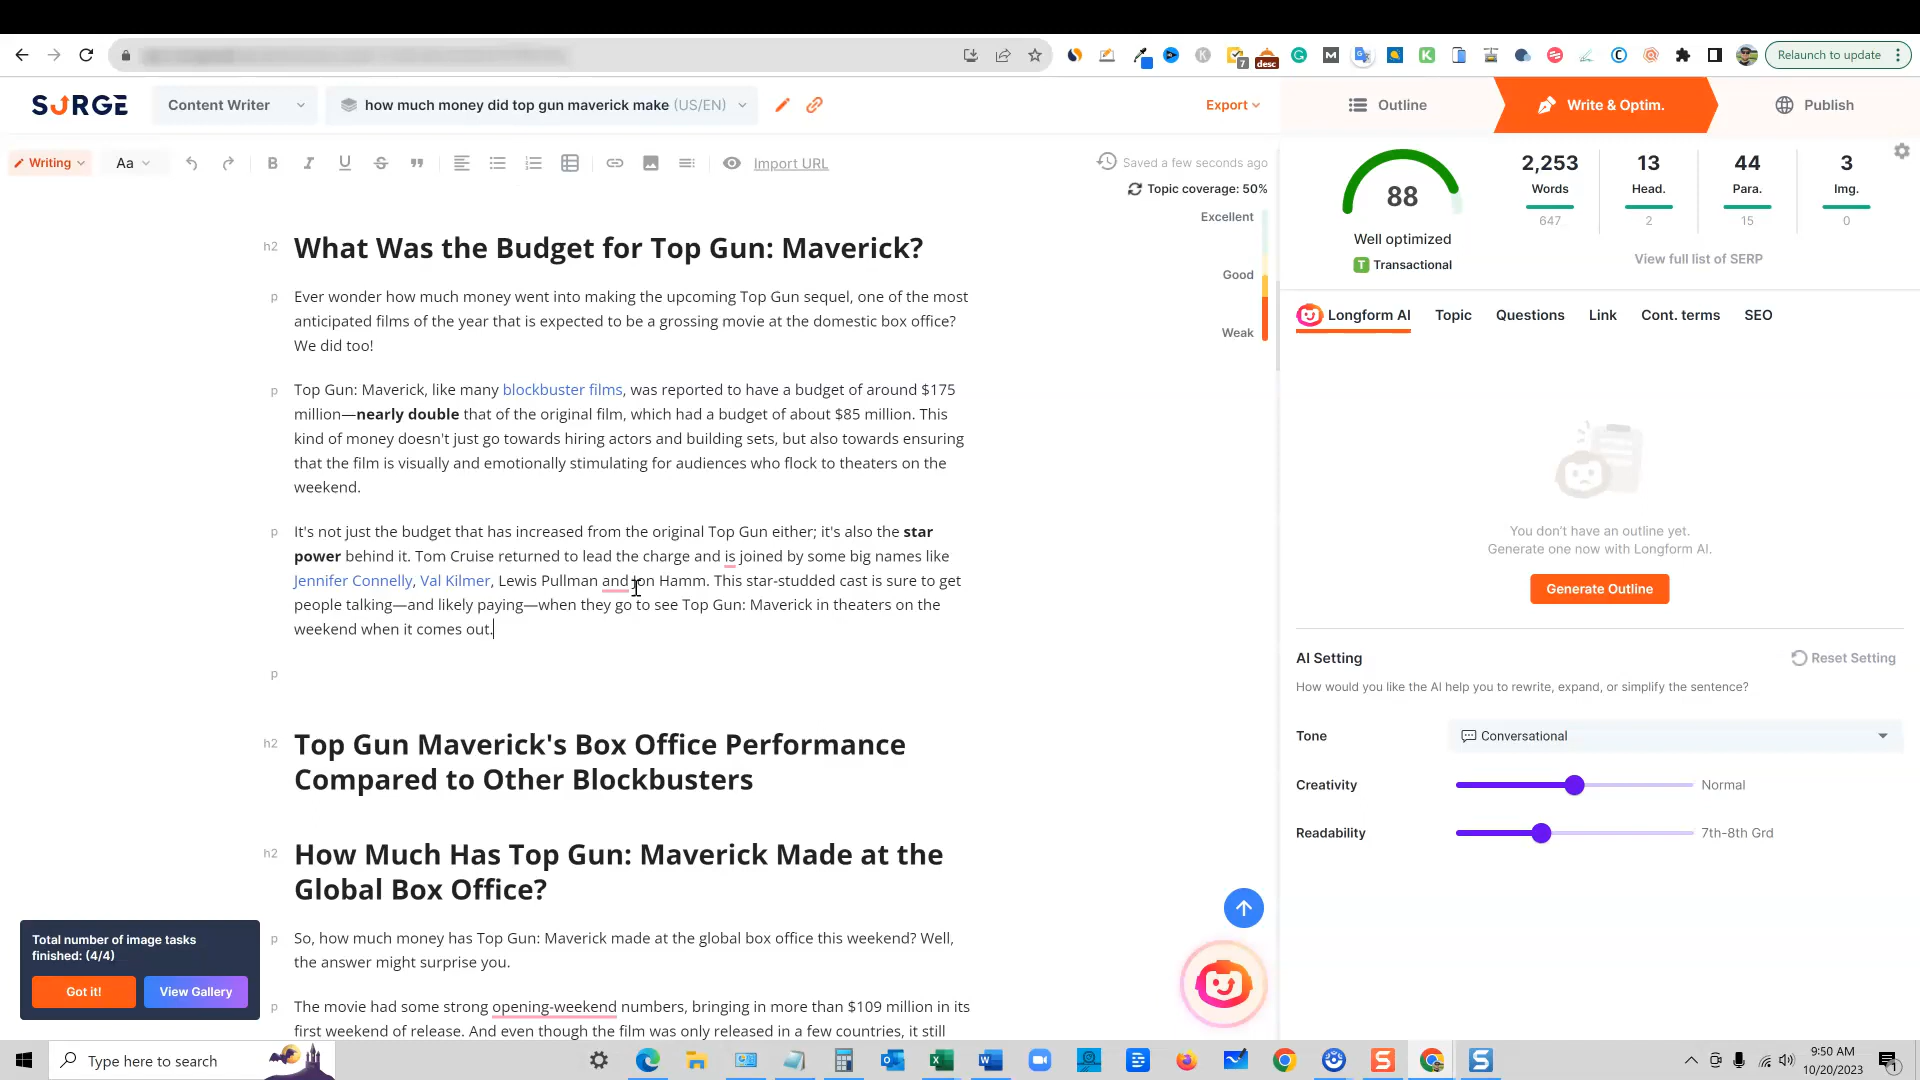 Relaunch to update
SURGE
Content Writer
how much money did top gun maverick make (US/EN)
Export
Outline
Write & Optim.
Publish
Writing
Aa
Import URL
Saved a few seconds ago
Topic coverage: 50%
Excellent
Good
Weak
88
Well optimized
T Transactional
2,253
Words
647
13
Head.
2
44
Para.
15
3
Img.
0
View full list of SERP
h2
What Was the Budget for Top Gun: Maverick?
p
Ever wonder how much money went into making the upcoming Top Gun sequel, one of the most
anticipated films of the year that is expected to be a grossing movie at the domestic box office?
We did too!
p
Top Gun: Maverick, like many blockbuster films, was reported to have a budget of around $175
million—nearly double that of the original film, which had a budget of about $85 million. This
kind of money doesn't just go towards hiring actors and building sets, but also towards ensuring
that the film is visually and emotionally stimulating for audiences who flock to theaters on the
weekend.
p
It's not just the budget that has increased from the original Top Gun either; it's also the star
power behind it. Tom Cruise returned to lead the charge and is joined by some big names like
Jennifer Connelly, Val Kilmer, Lewis Pullman and Jon Hamm. This star-studded cast is sure to get
people talking—and likely paying—when they go to see Top Gun: Maverick in theaters on the
weekend when it comes out.
p
h2
Top Gun Maverick's Box Office Performance
Compared to Other Blockbusters
h2
How Much Has Top Gun: Maverick Made at the
Global Box Office?
p
So, how much money has Top Gun: Maverick made at the global box office this weekend? Well,
the answer might surprise you.
p
The movie had some strong opening-weekend numbers, bringing in more than $109 million in its
first weekend of release. And even though the film was only released in a few countries, it still
Total number of image tasks
finished: (4/4)
Got it!
View Gallery
Longform AI
Topic
Questions
Link
Cont. terms
SEO
You don't have an outline yet.
Generate one now with Longform AI.
Generate Outline
AI Setting
Reset Setting
How would you like the AI help you to rewrite, expand, or simplify the sentence?
Tone
Conversational
Creativity
Normal
Readability
7th-8th Grd
Type here to search
9:50 AM
10/20/2023